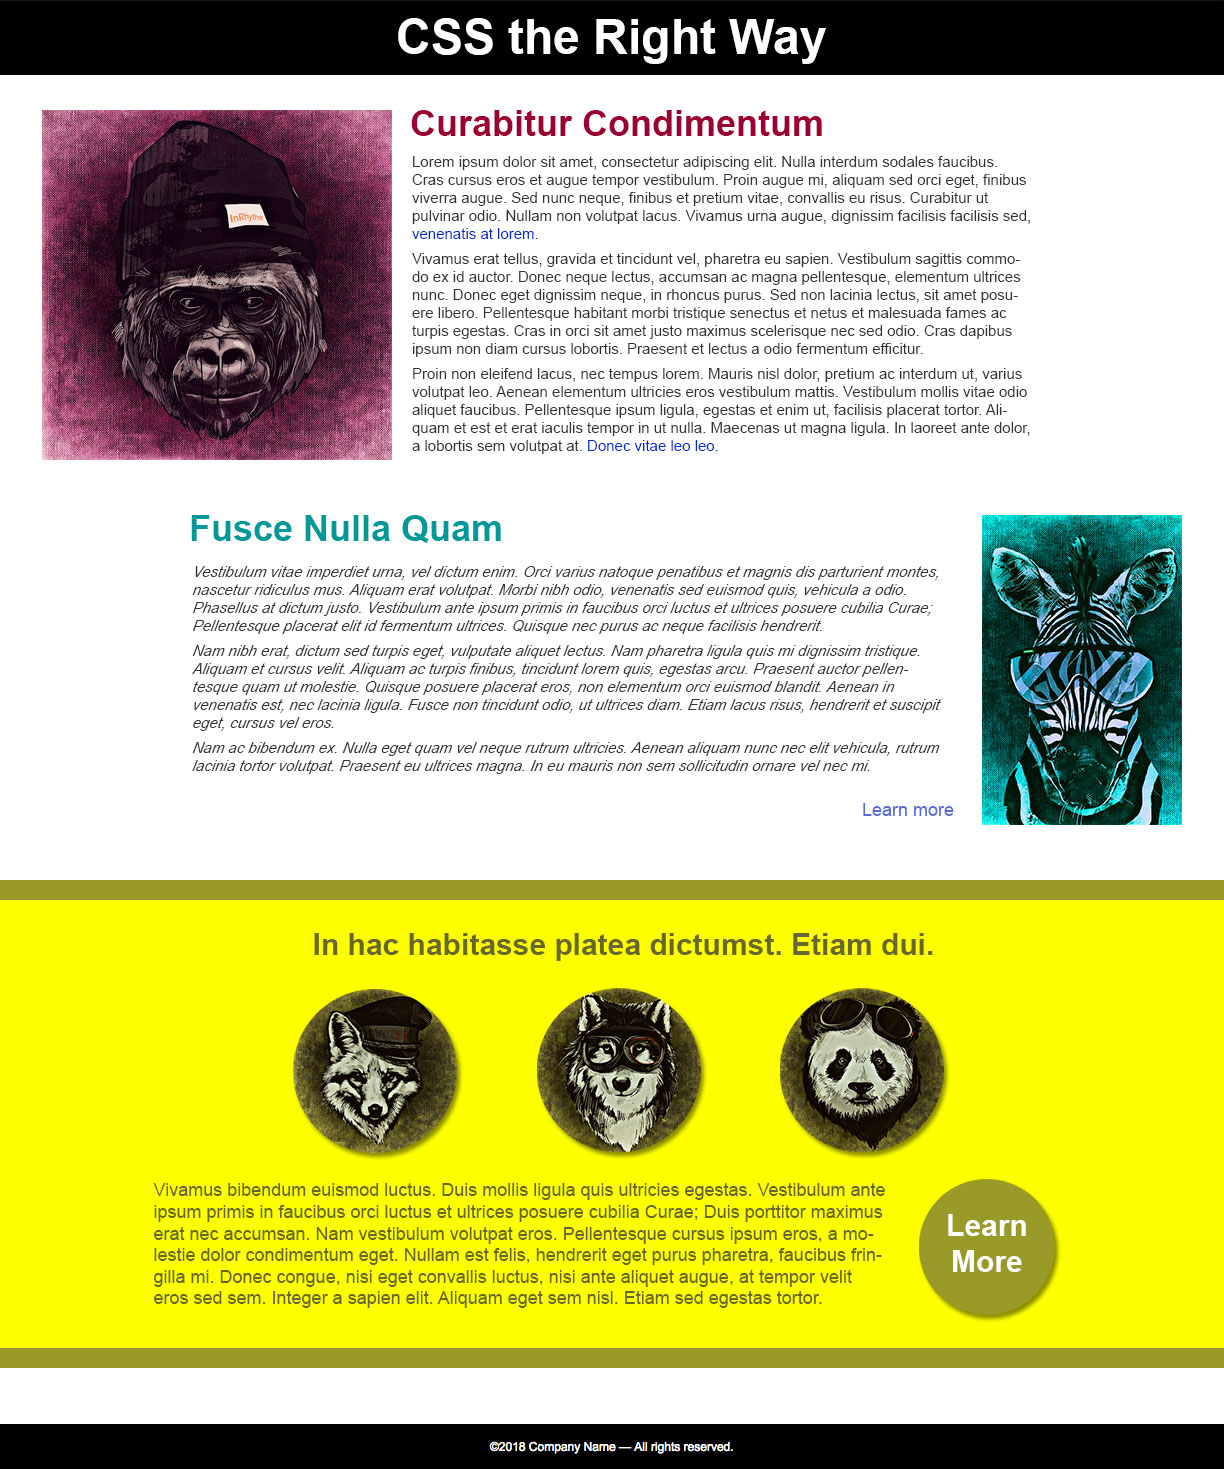 CSS the Right Way
InRhythe
Curabitur Condimentum
Lorem ipsum dolor sit amet, consectetur adipiscing elit. Nulla interdum sodales faucibus.
Cras cursus eros et augue tempor vestibulum. Proin augue mi, aliquam sed orci eget, finibus
viverra augue. Sed nunc neque, finibus et pretium vitae, convallis eu risus. Curabitur ut
pulvinar odio. Nullam non volutpat lacus. Vivamus urna augue, dignissim facilisis facilisis sed,
venenatis at lorem.
Vivamus erat tellus, gravida et tincidunt vel, pharetra eu sapien. Vestibulum sagittis commo-
do ex id auctor. Donec neque lectus, accumsan ac magna pellentesque, elementum ultrices
nunc. Donec eget dignissim neque, in rhoncus purus. Sed non lacinia lectus, sit amet posu-
ere libero. Pellentesque habitant morbi tristique senectus et netus et malesuada fames ac
turpis egestas. Cras in orci sit amet justo maximus scelerisque nec sed odio. Cras dapibus
ipsum non diam cursus lobortis. Praesent et lectus a odio fermentum efficitur.
Proin non eleifend lacus, nec tempus lorem. Mauris nisl dolor, pretium ac interdum ut, varius
volutpat leo. Aenean elementum ultricies eros vestibulum mattis. Vestibulum mollis vitae odio
aliquet faucibus. Pellentesque ipsum ligula, egestas et enim ut, facilisis placerat tortor. Ali-
quam et est et erat iaculis tempor in ut nulla. Maecenas ut magna ligula. In laoreet ante dolor,
a lobortis sem volutpat at. Donec vitae leo leo.
Fusce Nulla Quam
Vestibulum vitae imperdiet urna, vel dictum enim. Orci varius natoque penatibus et magnis dis parturient montes,
nascetur ridiculus mus. Aliquam erat volutpat. Morbi nibh odio, venenatis sed euismod quis, vehicula a odio.
Phasellus at dictum justo. Vestibulum ante ipsum primis in faucibus orci luctus et ultrices posuere cubilia Curae;
Pellentesque placerat elit id fermentum ultrices. Quisque nec purus ac neque facilisis hendrerit.
Nam nibh erat, dictum sed turpis eget, vulputate aliquet lectus. Nam pharetra ligula quis mi dignissim tristique.
Aliquam et cursus velit. Aliquam ac turpis finibus, tincidunt lorem quis, egestas arcu. Praesent auctor pellen-
tesque quam ut molestie. Quisque posuere placerat eros, non elementum orci euismod blandit. Aenean in
venenatis est, nec lacinia ligula. Fusce non tincidunt odio, ut ultrices diam. Etiam lacus risus, hendrerit et suscipit
eget, cursus vel eros.
Nam ac bibendum ex. Nulla eget quam vel neque rutrum ultricies. Aenean aliquam nunc nec elit vehicula, rutrum
lacinia tortor volutpat. Praesent eu ultrices magna. In eu mauris non sem sollicitudin ornare vel nec mi.
Learn more
In hac habitasse platea dictumst. Etiam dui.
Vivamus bibendum euismod luctus. Duis mollis ligula quis ultricies egestas. Vestibulum ante
ipsum primis in faucibus orci luctus et ultrices posuere cubilia Curae; Duis porttitor maximus
erat nec accumsan. Nam vestibulum volutpat eros. Pellentesque cursus ipsum eros, a mo-
lestie dolor condimentum eget. Nullam est felis, hendrerit eget purus pharetra, faucibus frin-
gilla mi. Donec congue, nisi eget convallis luctus, nisi ante aliquet augue, at tempor velit
eros sed sem. Integer a sapien elit. Aliquam eget sem nisl. Etiam sed egestas tortor.
Learn
More
©2018 Company Name — All rights reserved.